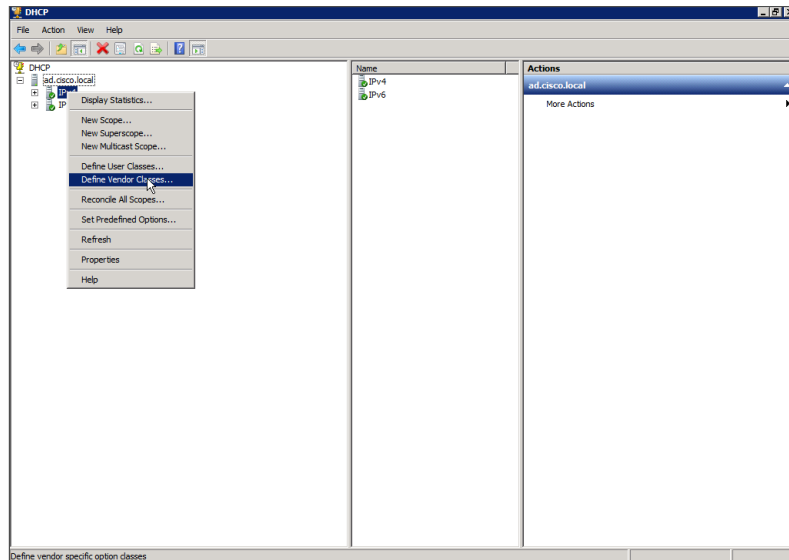 DHCP
File Action View Help
DHCP
ad.cisco.local
IPv4
IP
Display Statistics...
New Scope...
New Superscope...
New Multicast Scope...
Define User Classes...
Define Vendor Classes...
Reconcile All Scopes...
Set Predefined Options...
Refresh
Properties
Help
Name
IPv4
IPv6
Actions
ad.cisco.local
More Actions
Define vendor specific option classes